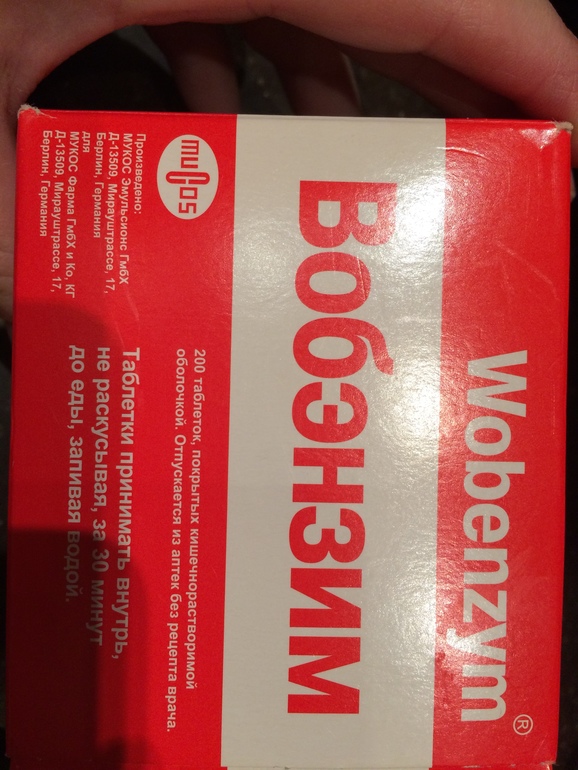 Wobenzym®
Вобэнзим
200 таблеток, покрытых кишечнорастворимой
оболочкой. Отпускается из аптек без рецепта врача.
mucos
Произведено:
МУКОС Эмульсионс ГмбХ
Д-13509, Мирауштрассе, 17,
Берлин, Германия
для
МУКОС Фарма ГмбХ и Ко, КГ
Д-13509, Мирауштрассе, 17,
Берлин, Германия
Таблетки принимать внутрь,
не раскусывая, за 30 минут
до еды, запивая водой.